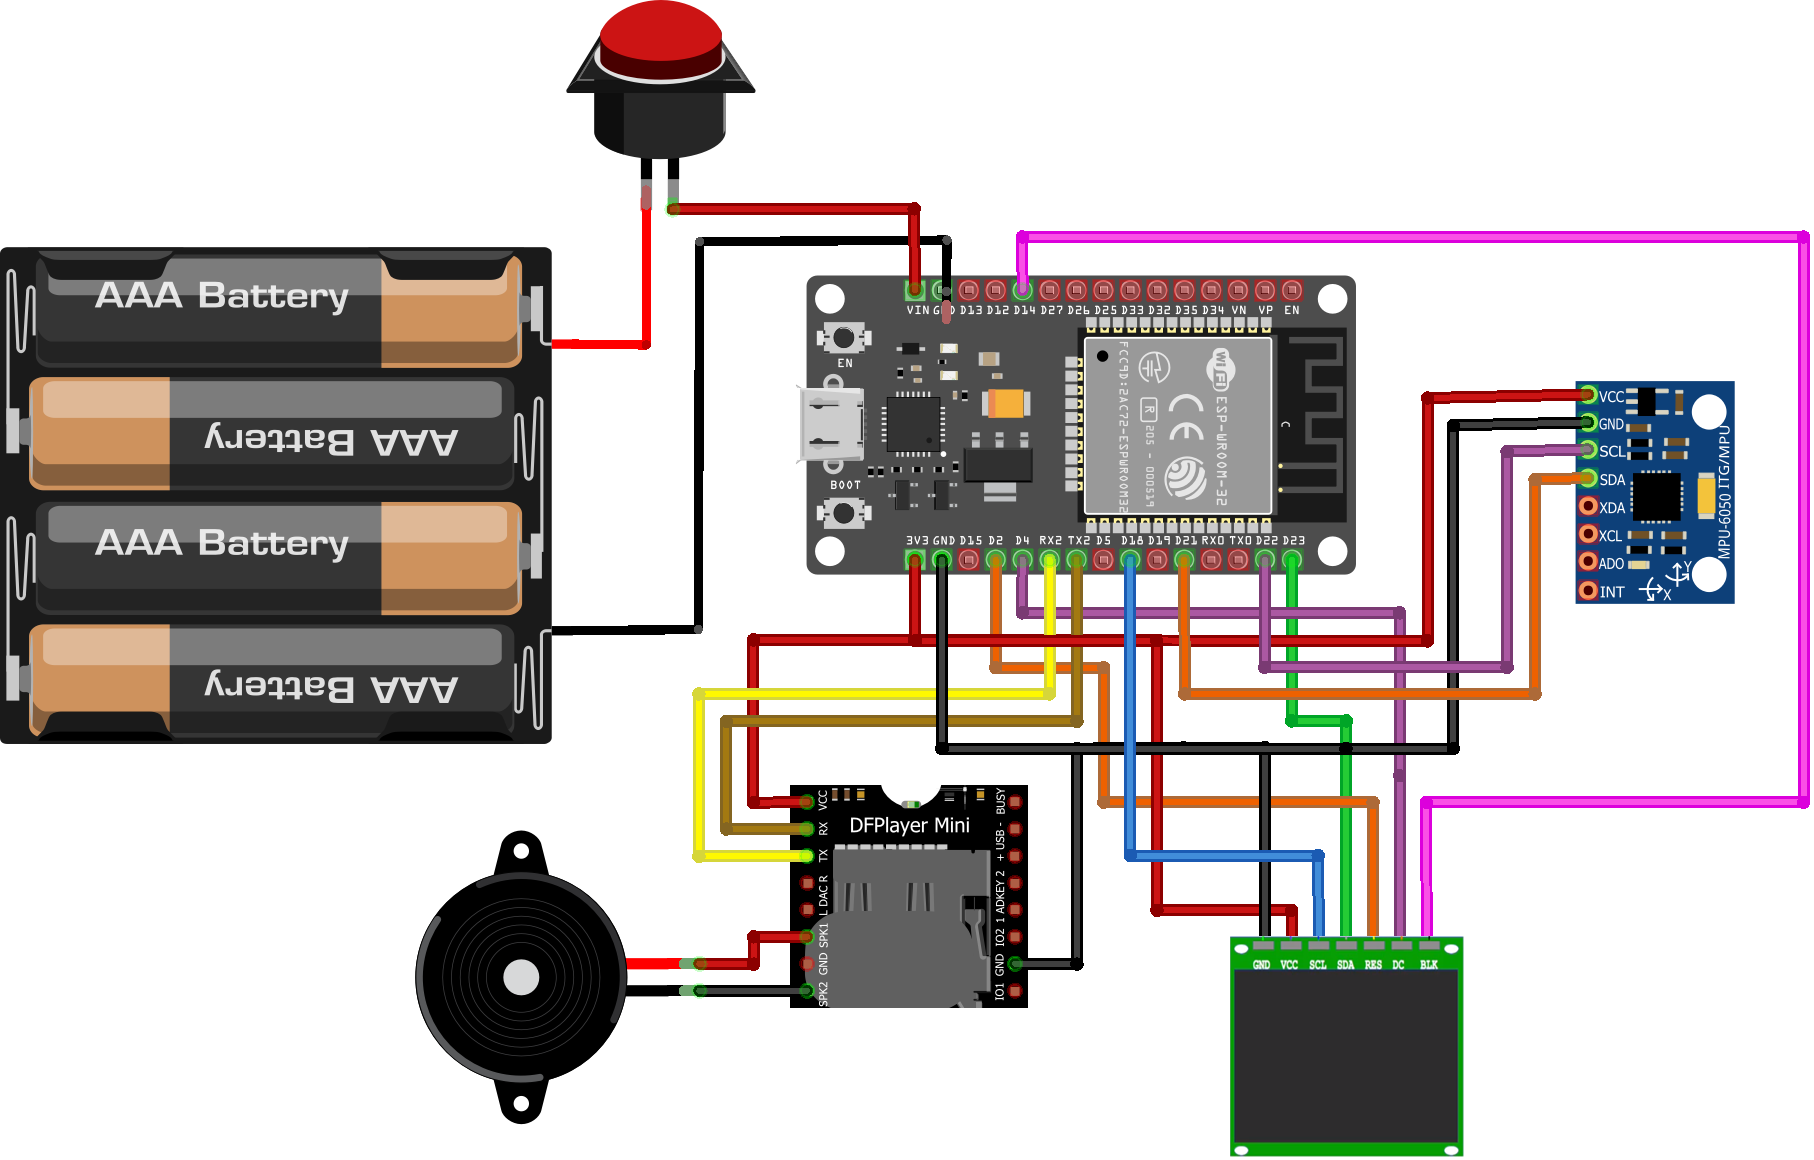 AAA Battery
AAA Battery
AAA Battery
AAA Battery
VIN GND D13 D12 D14 D27 D26 D25 D33 D32 D35 D34 VN VP EN
EN
BOOT
WiFi
ESP-WROOM-32
CE
R
205 - 000519
FCC ID:2AC7Z-ESPWROOM32
C
3V3 GND D15 D2 D4 RX2 TX2 D5 D18 D19 D21 RX0 TX0 D22 D23
VCC
GND
SCL
SDA
XDA
XCL
ADO
INT
MPU-6050 ITG/MPU
Y
X
DFPlayer Mini
VCC
RX
TX
DAC R
L
SPK1
GND
SPK2
BUSY
USB -
+
ADKEY 2
1
IO2
GND
IO1
GND VCC SCL SDA RES DC BLK